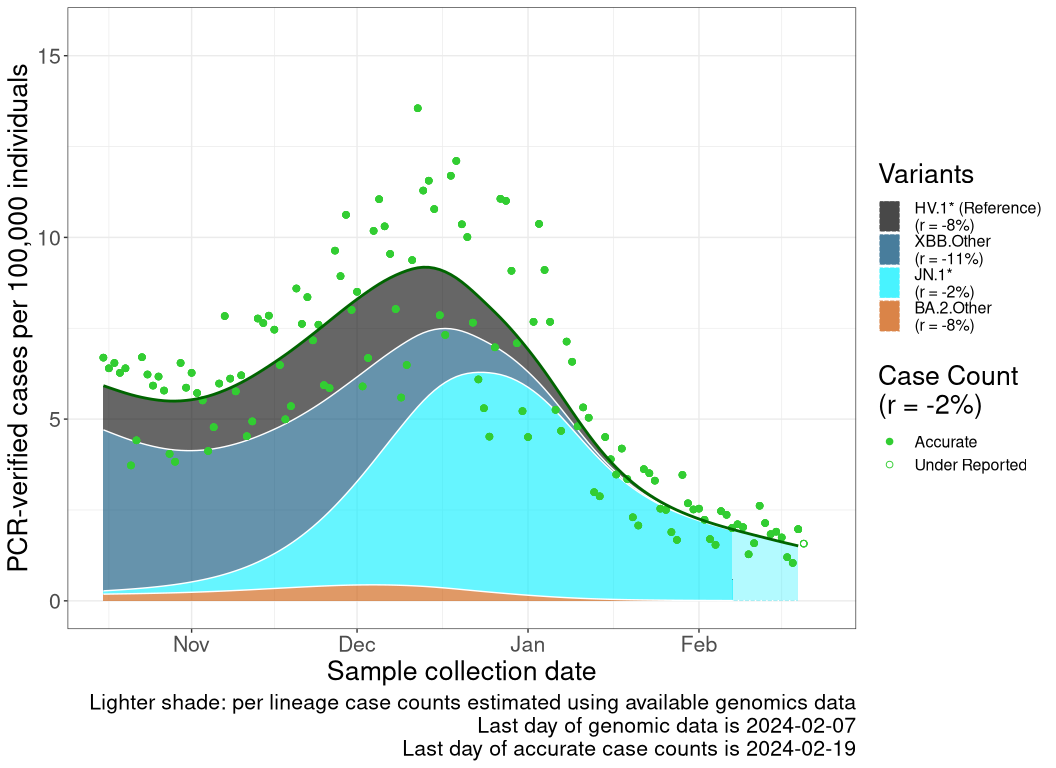 PCR-verified cases per 100,000 individuals
15
10
5
0
Nov
Dec
Jan
Feb
Sample collection date
Lighter shade: per lineage case counts estimated using available genomics data
Last day of genomic data is 2024-02-07
Last day of accurate case counts is 2024-02-19
Variants
HV.1* (Reference)
(r = -8%)
XBB.Other
(r = -11%)
JN.1*
(r = -2%)
BA.2.Other
(r = -8%)
Case Count
(r = -2%)
Accurate
Under Reported